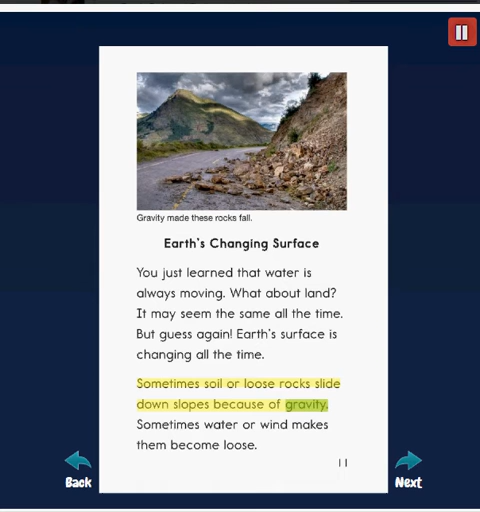 Gravity made these rocks fall.
Earth's Changing Surface
You just learned that water is
always moving. What about land?
It may seem the same all the time.
But guess again! Earth's surface is
changing all the time.
Sometimes soil or loose rocks slide
down slopes because of gravity.
Sometimes water or wind makes
them become loose.
11
Back
Next